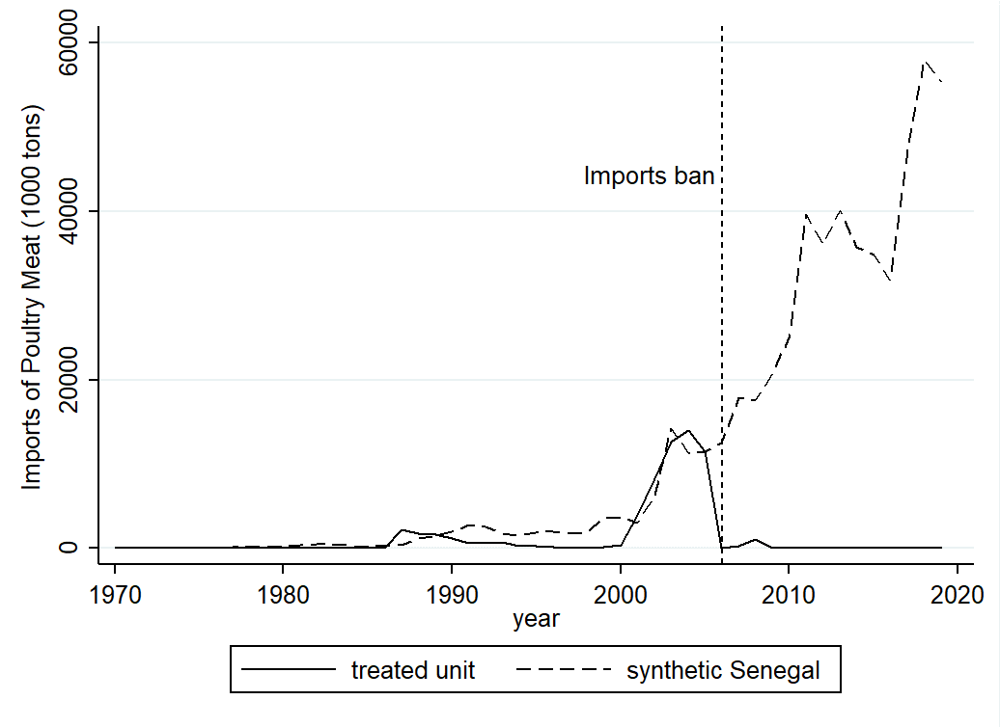 60000
40000
20000
0
Imports of Poultry Meat (1000 tons)
Imports ban
1970 1980 1990 2000 2010 2020
year
treated unit synthetic Senegal